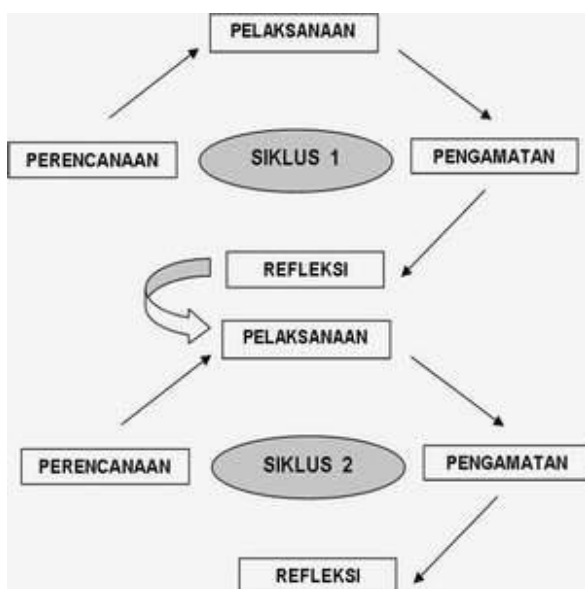 PELAKSANAAN
PERENCANAAN
SIKLUS 1
PENGAMATAN
REFLEKSI
PELAKSANAAN
PERENCANAAN
SIKLUS 2
PENGAMATAN
REFLEKSI